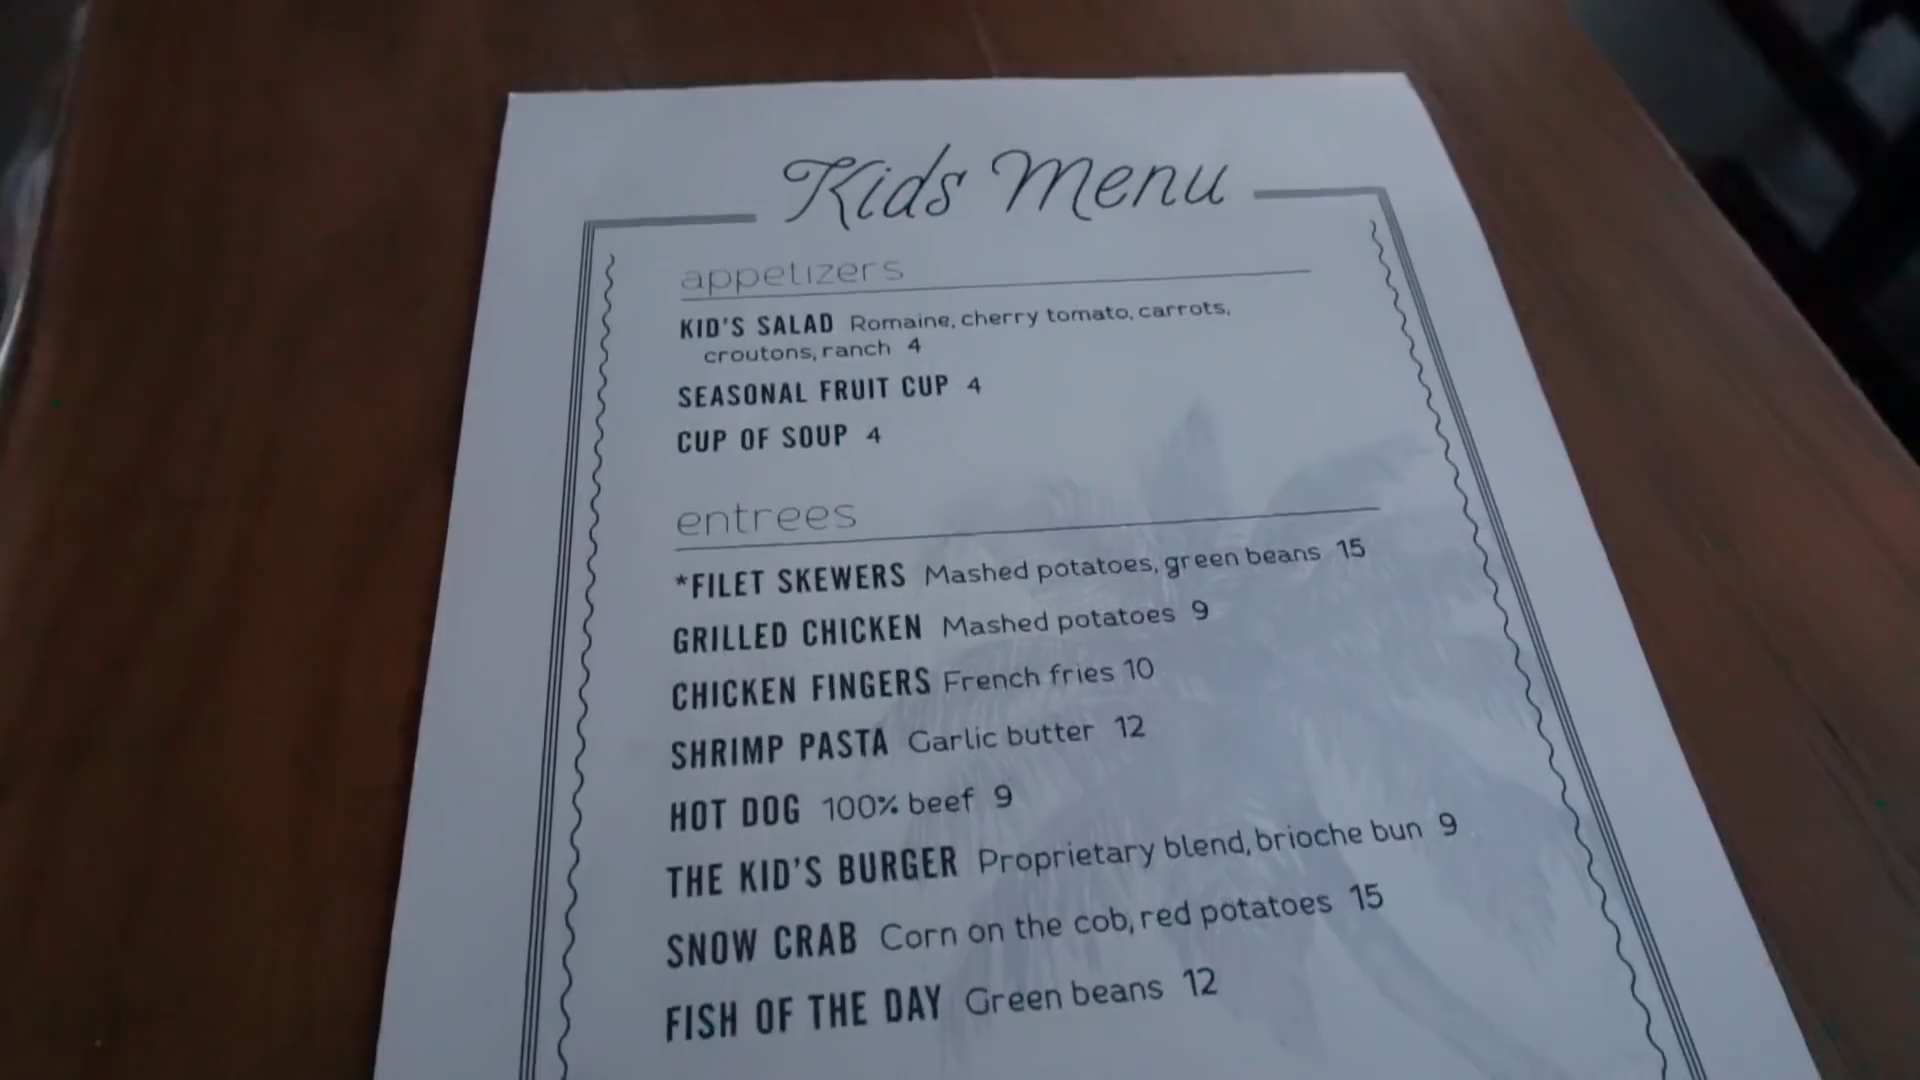 Kids Menu
appetizers
KID'S SALAD Romaine, cherry tomato, carrots,
croutons, ranch 4
SEASONAL FRUIT CUP 4
CUP OF SOUP 4
entrees
*FILET SKEWERS Mashed potatoes, green beans 15
GRILLED CHICKEN Mashed potatoes 9
CHICKEN FINGERS French fries 10
SHRIMP PASTA Garlic butter 12
HOT DOG 100% beef 9
THE KID'S BURGER Proprietary blend, brioche bun 9
SNOW CRAB Corn on the cob, red potatoes 15
FISH OF THE DAY Green beans 12